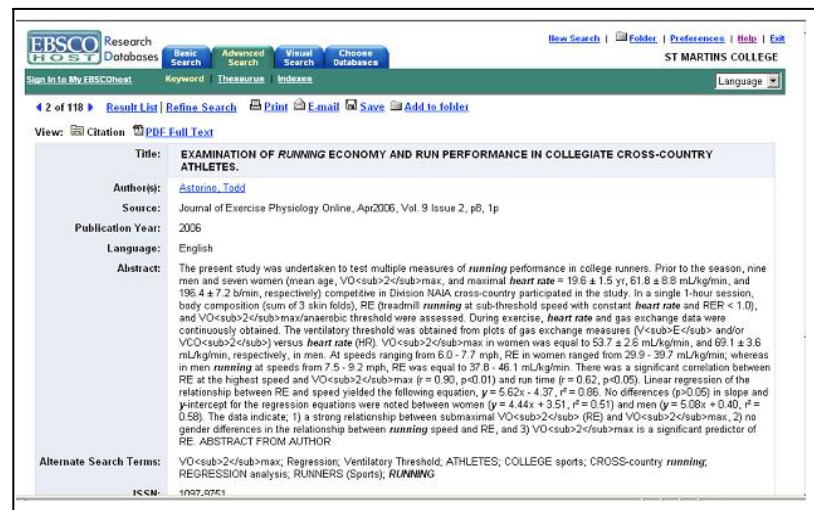 New Search | Folder | Preferences | Help | Exit
EBSCO HOST Research Databases
Basic Search Advanced Search Visual Search Choose Databases
ST MARTINS COLLEGE
Sign In to My EBSCOhost Keyword Thesaurus Indexes Language
2 of 118 Result List | Refine Search Print E-mail Save Add to folder
View: Citation PDF Full Text
Title: EXAMINATION OF RUNNING ECONOMY AND RUN PERFORMANCE IN COLLEGIATE CROSS-COUNTRY
ATHLETES.
Author(s): Astorino, Todd
Source: Journal of Exercise Physiology Online, Apr2006, Vol. 9 Issue 2, p8, 1p
Publication Year: 2006
Language: English
Abstract: The present study was undertaken to test multiple measures of running performance in college runners. Prior to the season, nine
men and seven women (mean age, VO<sub>2</sub>max, and maximal heart rate = 19.6 ± 1.5 yr, 61.8 ± 8.8 mL/kg/min, and
196.4 ± 7.2 b/min, respectively) competitive in Division NAIA cross-country participated in the study. In a single 1-hour session,
body composition (sum of 3 skin folds), RE (treadmill running at sub-threshold speed with constant heart rate and RER < 1.0),
and VO<sub>2</sub>max/anaerobic threshold were assessed. During exercise, heart rate and gas exchange data were
continuously obtained. The ventilatory threshold was obtained from plots of gas exchange measures (V<sub>E</sub> and/or
VCO<sub>2</sub>) versus heart rate (HR). VO<sub>2</sub>max in women was equal to 53.7 ± 2.6 mL/kg/min, and 69.1 ± 3.6
mL/kg/min, respectively, in men. At speeds ranging from 6.0 - 7.7 mph, RE in women ranged from 29.9 - 39.7 mL/kg/min; whereas
in men running at speeds from 7.5 - 9.2 mph, RE was equal to 37.8 - 46.1 mL/kg/min. There was a significant correlation between
RE at the highest speed and VO<sub>2</sub>max (r = 0.90, p<0.01) and run time (r = 0.62, p<0.05). Linear regression of the
relationship between RE and speed yielded the following equation, y = 5.62x - 4.37, r² = 0.86. No differences (p>0.05) in slope and
y-intercept for the regression equations were noted between women (y = 4.44x + 3.51, r² = 0.51) and men (y = 5.08x + 0.40, r² =
0.58). The data indicate; 1) a strong relationship between submaximal VO<sub>2</sub> (RE) and VO<sub>2</sub>max, 2) no
gender differences in the relationship between running speed and RE, and 3) VO<sub>2</sub>max is a significant predictor of
RE. ABSTRACT FROM AUTHOR
Alternate Search Terms: VO<sub>2</sub>max; Regression; Ventilatory Threshold; ATHLETES; COLLEGE sports; CROSS-country running;
REGRESSION analysis; RUNNERS (Sports); RUNNING
ISSN: 1097-9751